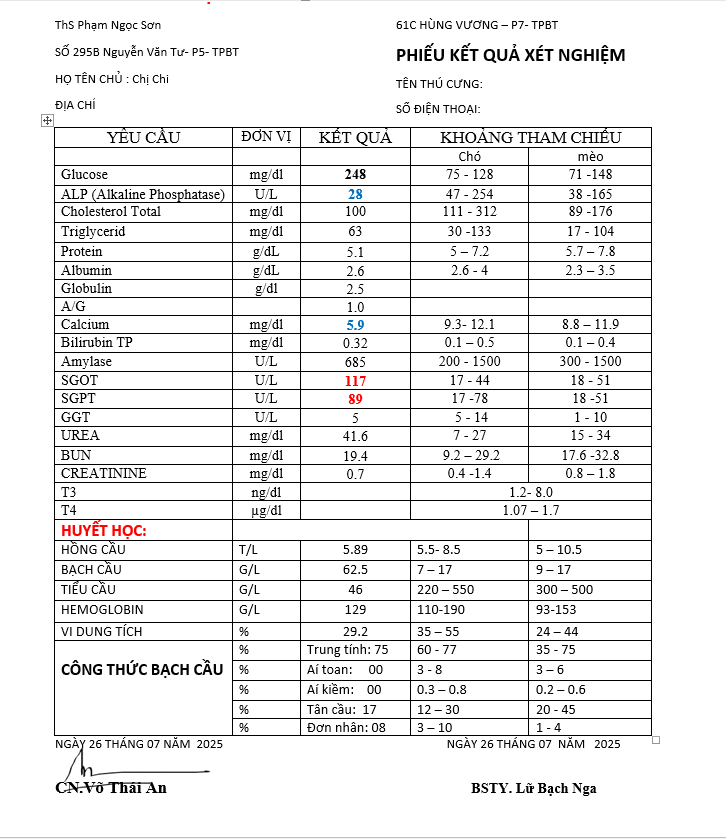 ThS Phạm Ngọc Sơn 61C HÙNG VƯƠNG – P7- TPBT
SỐ 295B Nguyễn Văn Tư- P5- TPBT PHIẾU KẾT QUẢ XÉT NGHIỆM
HỌ TÊN CHỦ : Chị Chi TÊN THÚ CƯNG:
ĐỊA CHỈ SỐ ĐIỆN THOẠI:
YÊU CẦU ĐƠN VỊ KẾT QUẢ KHOẢNG THAM CHIẾU
Chó mèo
Glucose mg/dl 248 75 - 128 71 -148
ALP (Alkaline Phosphatase) U/L 28 47 - 254 38 -165
Cholesterol Total mg/dl 100 111 - 312 89 -176
Triglycerid mg/dl 63 30 -133 17 - 104
Protein g/dL 5.1 5 – 7.2 5.7 – 7.8
Albumin g/dL 2.6 2.6 - 4 2.3 – 3.5
Globulin g/dl 2.5
A/G 1.0
Calcium mg/dl 5.9 9.3- 12.1 8.8 – 11.9
Bilirubin TP mg/dl 0.32 0.1 – 0.5 0.1 – 0.4
Amylase U/L 685 200 - 1500 300 - 1500
SGOT U/L 117 17 - 44 18 - 51
SGPT U/L 89 17 -78 18 -51
GGT U/L 5 5 - 14 1 - 10
UREA mg/dl 41.6 7 - 27 15 - 34
BUN mg/dl 19.4 9.2 – 29.2 17.6 -32.8
CREATININE mg/dl 0.7 0.4 -1.4 0.8 – 1.8
T3 ng/dl 1.2- 8.0
T4 µg/dl 1.07 – 1.7
HUYẾT HỌC:
HỒNG CẦU T/L 5.89 5.5- 8.5 5 – 10.5
BẠCH CẦU G/L 62.5 7 – 17 9 – 17
TIỂU CẦU G/L 46 220 – 550 300 – 500
HEMOGLOBIN G/L 129 110-190 93-153
VI DUNG TÍCH % 29.2 35 – 55 24 – 44
% Trung tính: 75 60 - 77 35 - 75
CÔNG THỨC BẠCH CẦU % Aí toan: 00 3 - 8 3 – 6
% Aí kiềm: 00 0.3 – 0.8 0.2 – 0.6
% Tân cầu: 17 12 – 30 20 - 45
% Đơn nhân: 08 3 – 10 1 - 4
NGÀY 26 THÁNG 07 NĂM 2025 NGÀY 26 THÁNG 07 NĂM 2025
CN.Võ Thái An BSTY. Lữ Bạch Nga